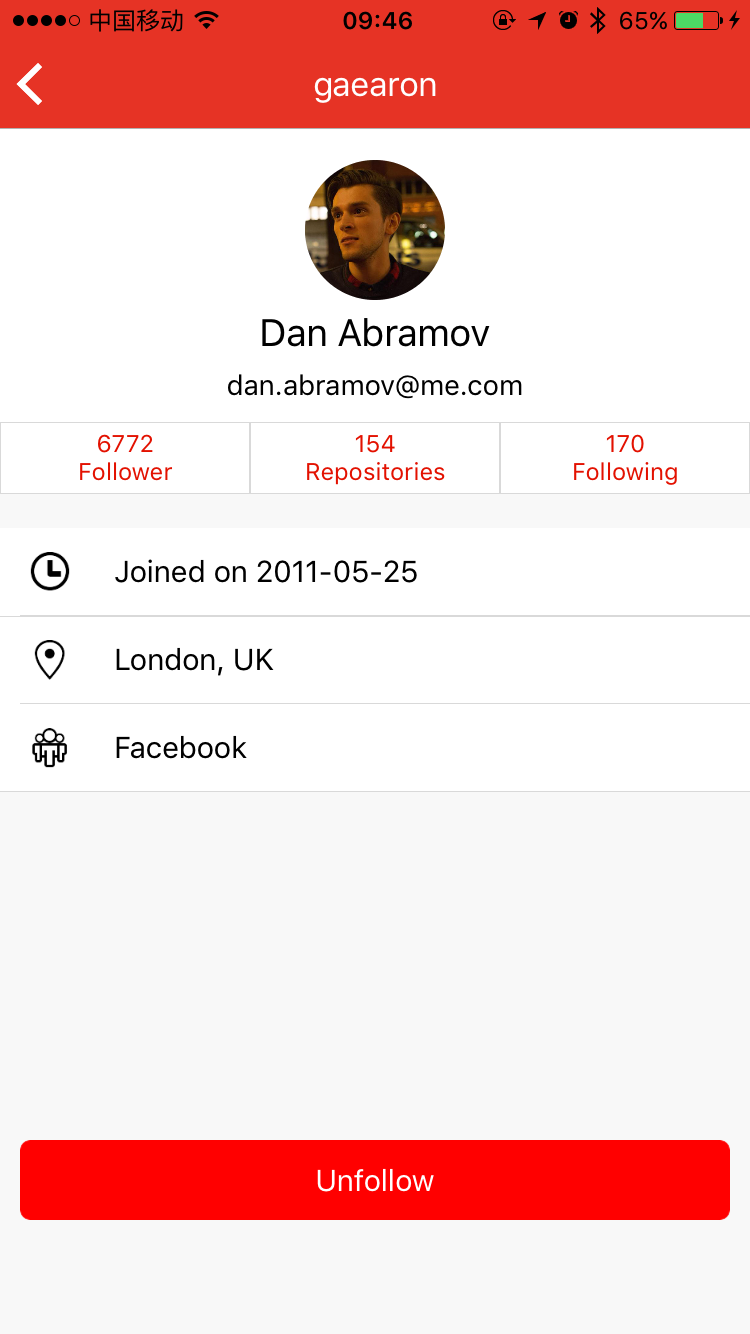 中国移动 09:46 65%
gaearon
Dan Abramov
dan.abramov@me.com
6772 154 170
Follower Repositories Following
Joined on 2011-05-25
London, UK
Facebook
Unfollow